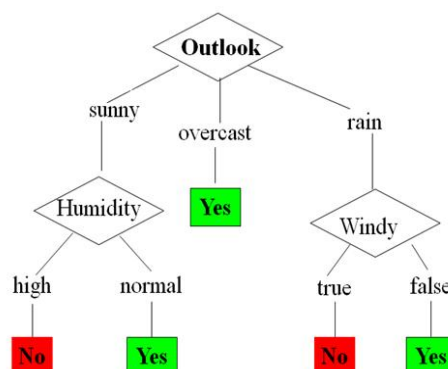 Outlook
sunny
overcast
rain
Yes
Humidity
Windy
high
normal
true
false
No
Yes
No
Yes